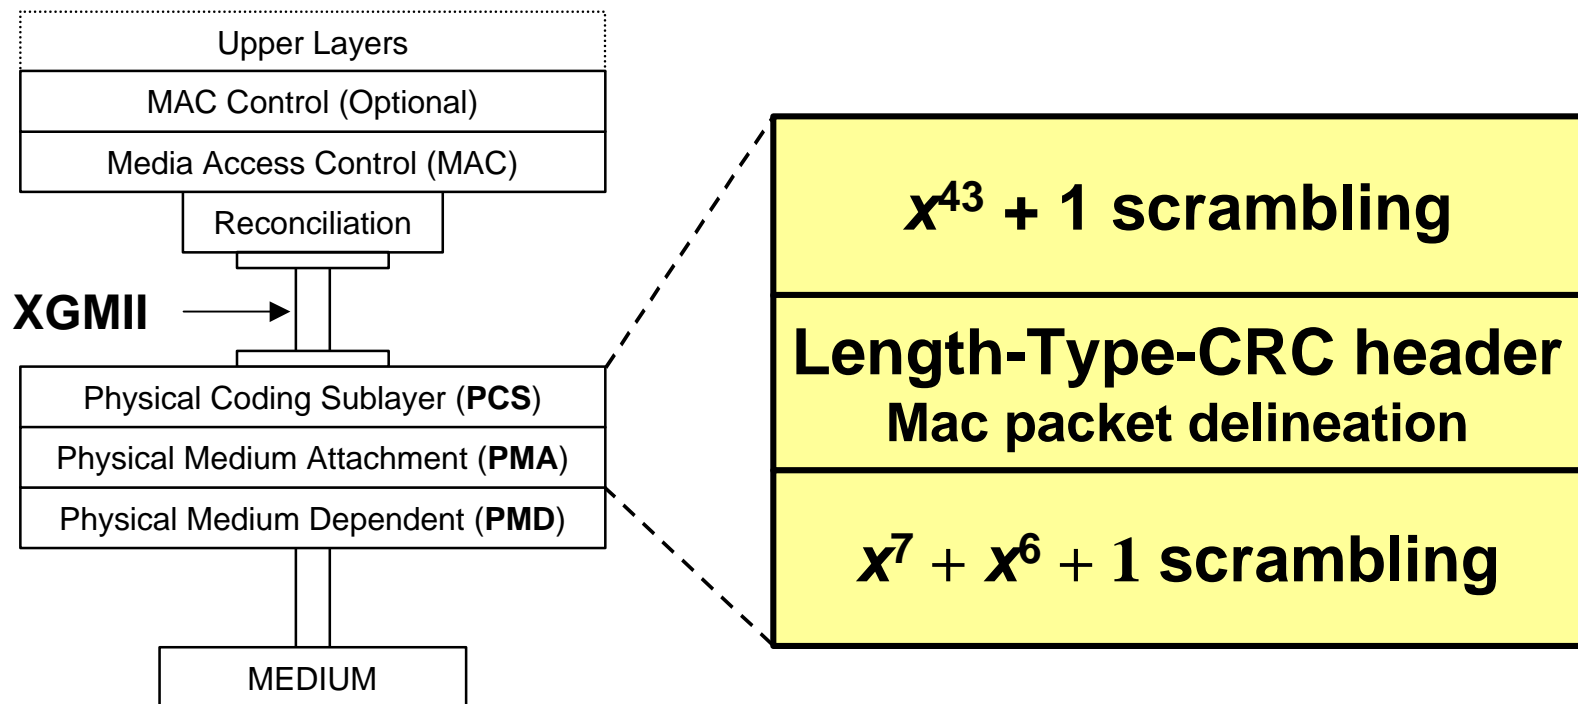 Upper Layers
MAC Control (Optional)
Media Access Control (MAC)
Reconciliation
XGMII
Physical Coding Sublayer (PCS)
Physical Medium Attachment (PMA)
Physical Medium Dependent (PMD)
MEDIUM
x⁴³ + 1 scrambling
Length-Type-CRC header
Mac packet delineation
x⁷ + x⁶ + 1 scrambling